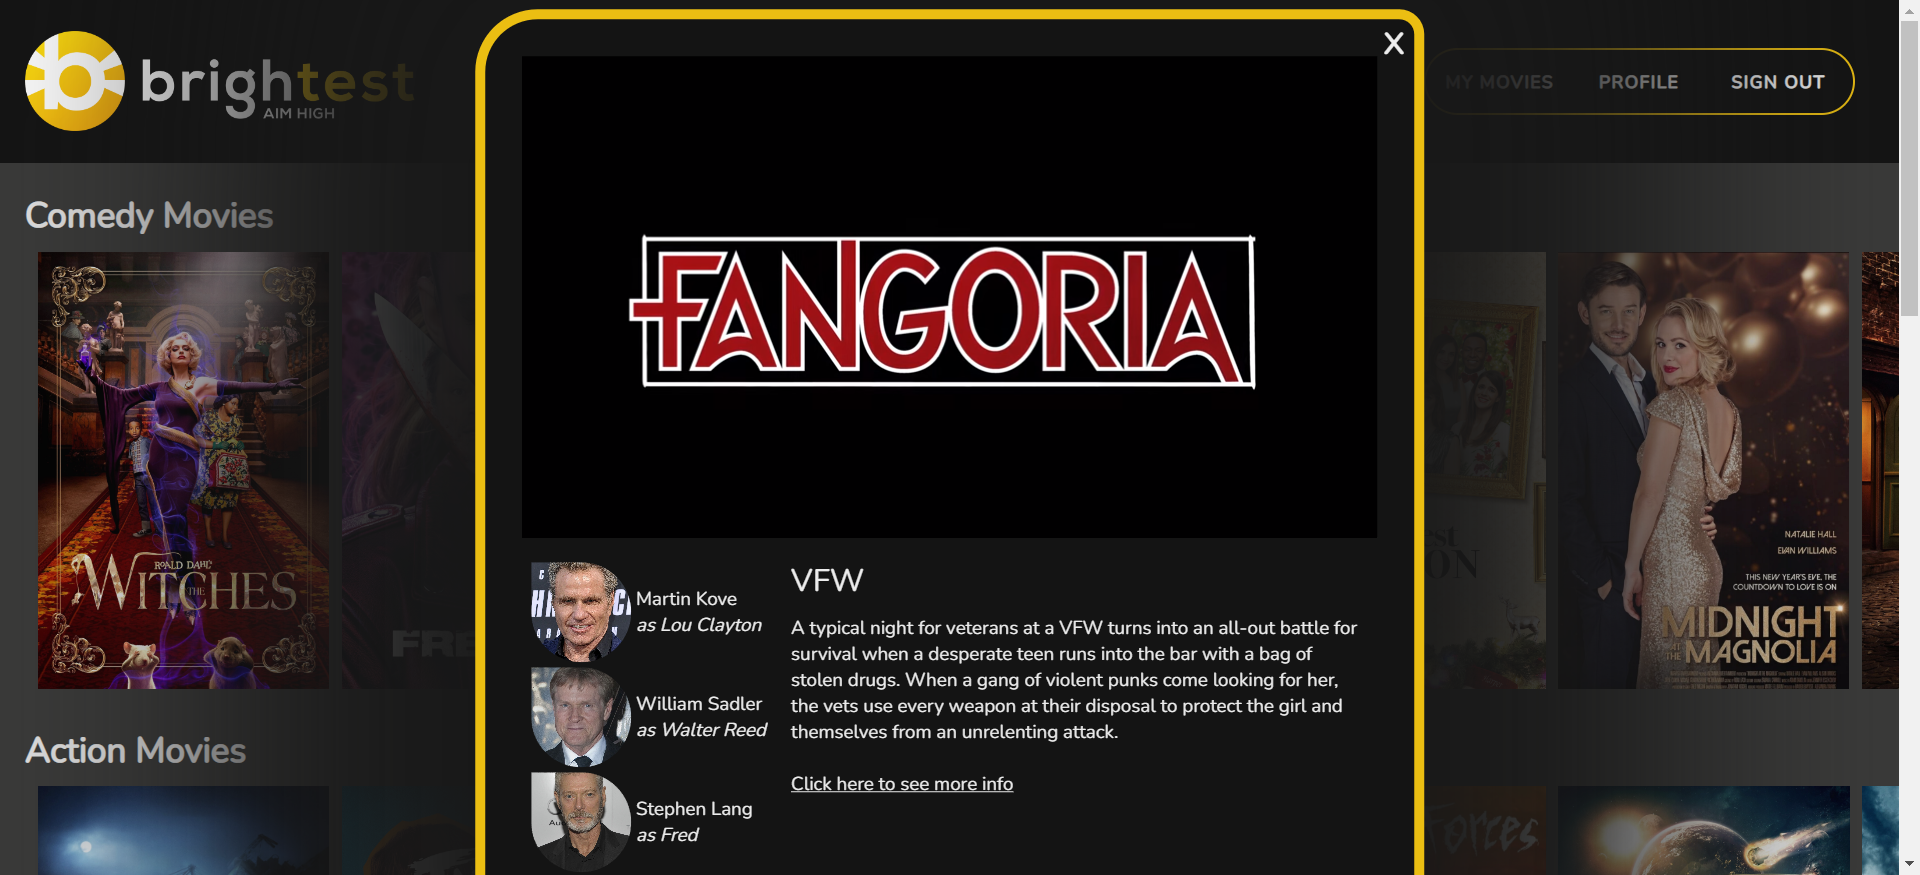 brightest
AIM HIGH
MY MOVIES
PROFILE
SIGN OUT
X
Comedy Movies
ROALD DAHL'S
THE
WITCHES
FANGORIA
NATALIE HALL
EVAN WILLIAMS
THIS NEW YEAR'S EVE, THE
COUNTDOWN TO LOVE IS ON
MIDNIGHT
AT THE MAGNOLIA
Martin Kove
as Lou Clayton
William Sadler
as Walter Reed
Stephen Lang
as Fred
VFW
A typical night for veterans at a VFW turns into an all-out battle for
survival when a desperate teen runs into the bar with a bag of
stolen drugs. When a gang of violent punks come looking for her,
the vets use every weapon at their disposal to protect the girl and
themselves from an unrelenting attack.
Click here to see more info
Action Movies
Forces